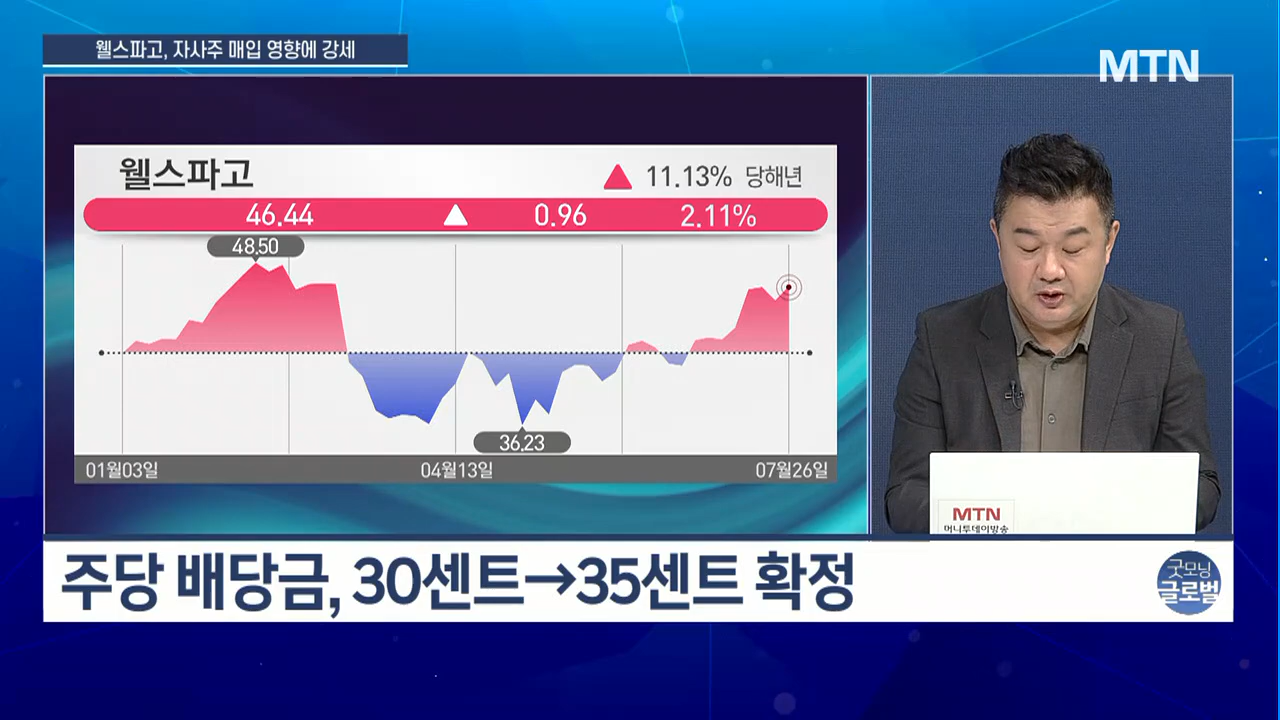 웰스파고, 자사주 매입 영향에 강세
MTN
웰스파고
▲ 11.13% 당해년
46.44 ▲ 0.96 2.11%
48.50
36.23
01월03일 04월13일 07월26일
MTN
머니투데이방송
주당 배당금, 30센트→35센트 확정
굿모닝
글로벌